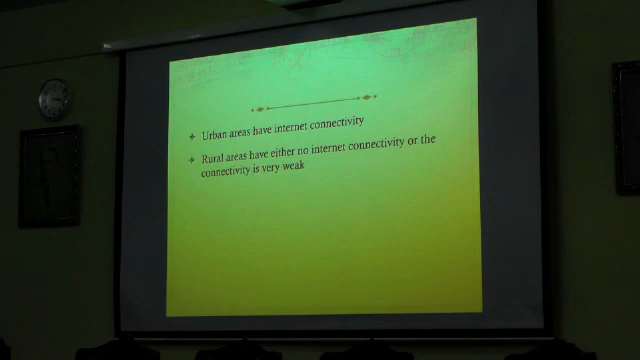 Urban areas have internet connectivity
Rural areas have either no internet connectivity or the
connectivity is very weak